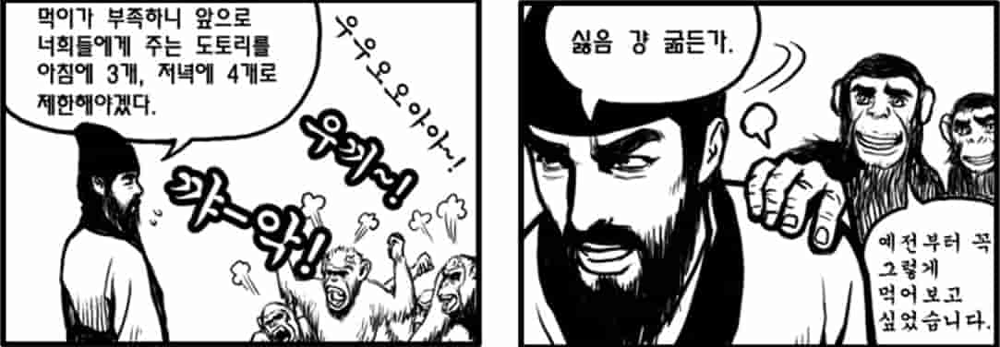 먹이가 부족하니 앞으로
너희들에게 주는 도토리를
아침에 3개, 저녁에 4개로
제한해야겠다.
우우오오아아~!
우끼~!
꺄-악!
싫음 걍 굶든가.
예전부터 꼭
그렇게
먹어보고
싶었습니다.